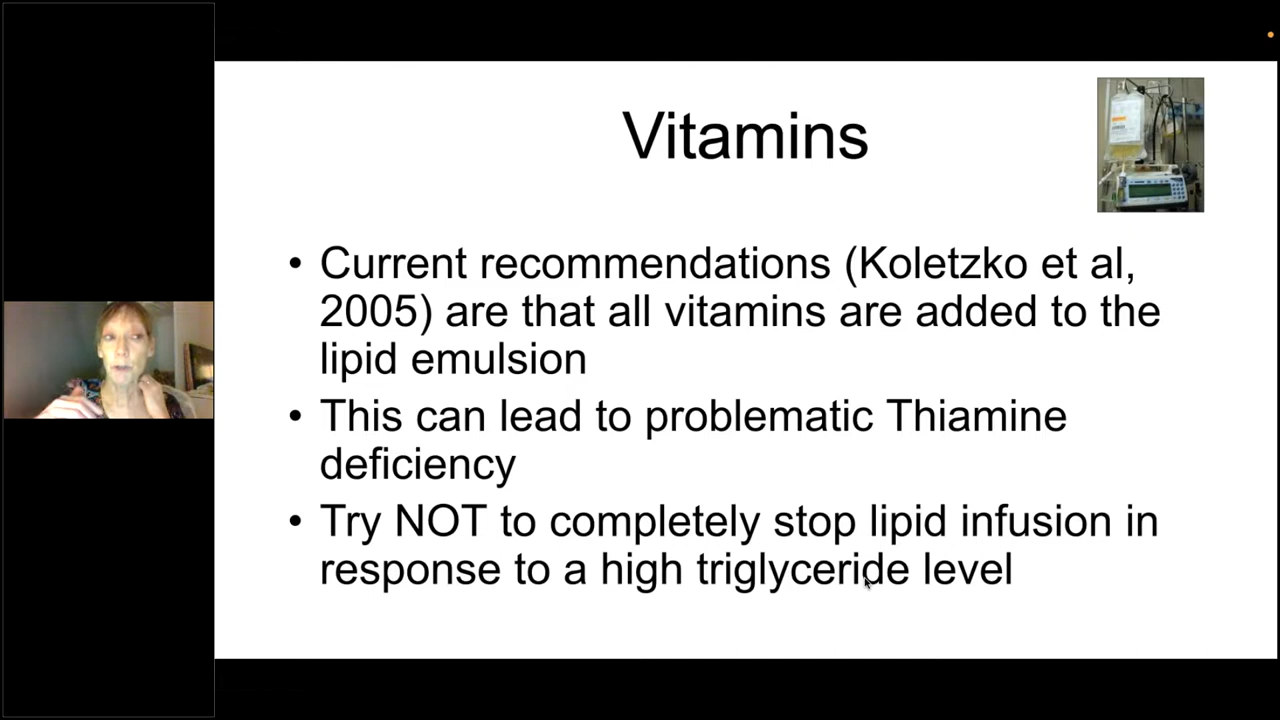 Vitamins
• Current recommendations (Koletzko et al,
2005) are that all vitamins are added to the
lipid emulsion
• This can lead to problematic Thiamine
deficiency
• Try NOT to completely stop lipid infusion in
response to a high triglyceride level